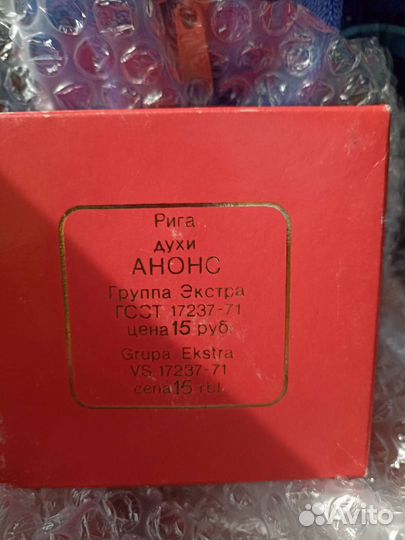 Рига
духи
АНОНС
Группа Экстра
ГОСТ 17237-71
цена 15 руб.
Grupa Ekstra
VS 17237-71
cena 15 rbl.
Avito